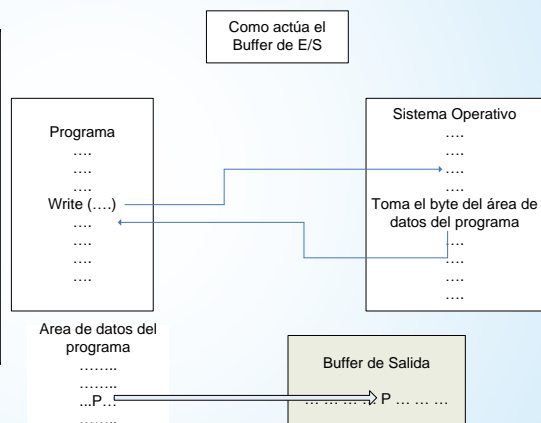 Como actúa el
Buffer de E/S
Programa
….
….
….
Write (….)
….
….
….
….
Sistema Operativo
….
….
….
….
Toma el byte del área de
datos del programa
….
….
….
….
Area de datos del
programa
……..
……..
...P…
……..
Buffer de Salida
… … … … P … … …